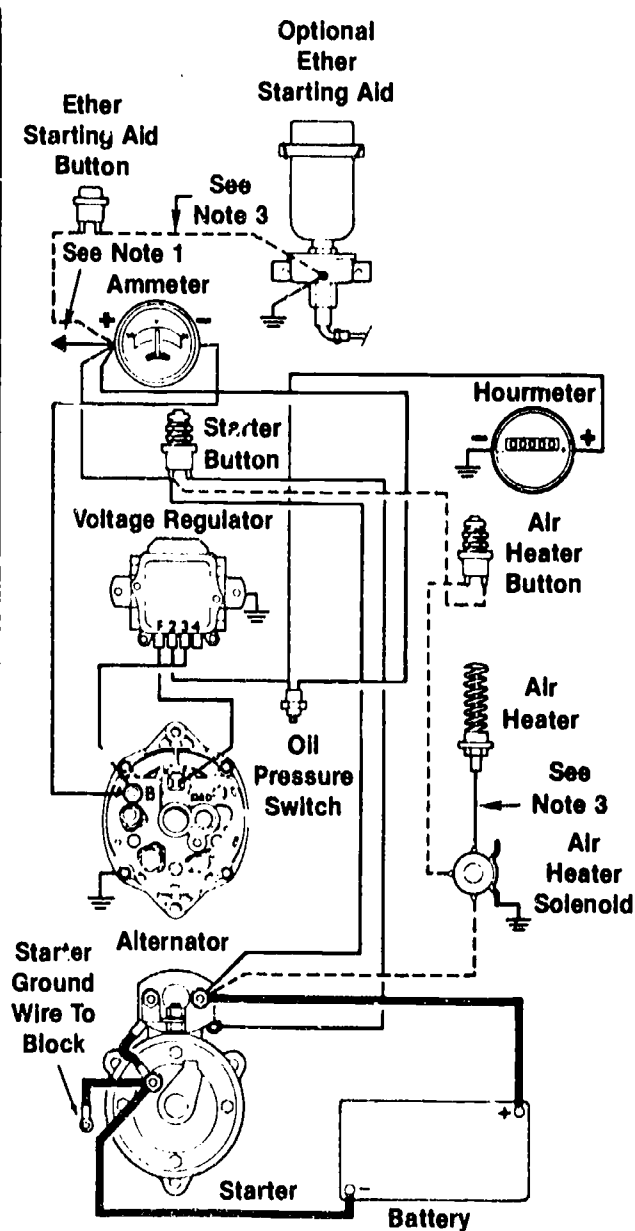 Optional
Ether
Starting Aid
Ether
Starting Aid
Button
See
Note 3
See Note 1
Ammeter
+
-
Hourmeter
-
00000
+
Starter
Button
Voltage Regulator
Air
Heater
Button
F 2 3 4
Air
Heater
Oil
Pressure
Switch
See
Note 3
B
Air
Heater
Solenoid
Alternator
Starter
Ground
Wire To
Block
+
-
Starter
Battery